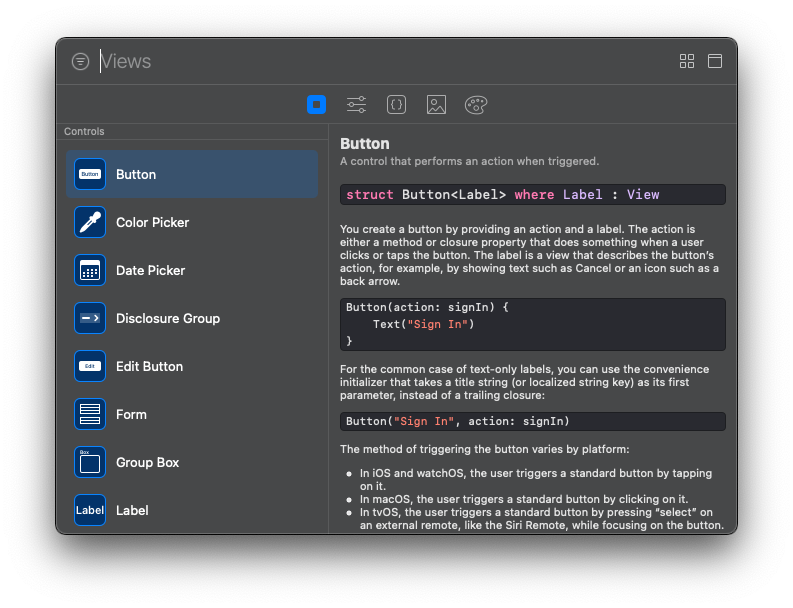 Views
Controls
Button
Button
Color Picker
Date Picker
Disclosure Group
Edit
Edit Button
Form
Box
Group Box
Label
Label
Button
A control that performs an action when triggered.
struct Button<Label> where Label : View
You create a button by providing an action and a label. The action is
either a method or closure property that does something when a user
clicks or taps the button. The label is a view that describes the button’s
action, for example, by showing text such as Cancel or an icon such as a
back arrow.
Button(action: signIn) {
    Text("Sign In")
}
For the common case of text-only labels, you can use the convenience
initializer that takes a title string (or localized string key) as its first
parameter, instead of a trailing closure:
Button("Sign In", action: signIn)
The method of triggering the button varies by platform:
• In iOS and watchOS, the user triggers a standard button by tapping
on it.
• In macOS, the user triggers a standard button by clicking on it.
• In tvOS, the user triggers a standard button by pressing “select” on
an external remote, like the Siri Remote, while focusing on the button.